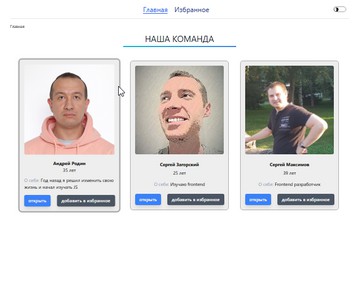 Главная Избранное
Главная
НАША КОМАНДА
Андрей Родин
35 лет
О себе: Год назад я решил изменить свою
жизнь и начал изучать JS
открыть добавить в избранное
Сергей Загорский
25 лет
О себе: Изучаю frontend
открыть добавить в избранное
Сергей Максимов
38 лет
О себе: Frontend разработчик
открыть добавить в избранное